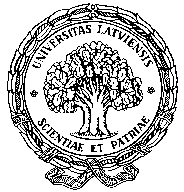 UNIVERSITAS LATVIENSIS
SCIENTIAE ET PATRIAE